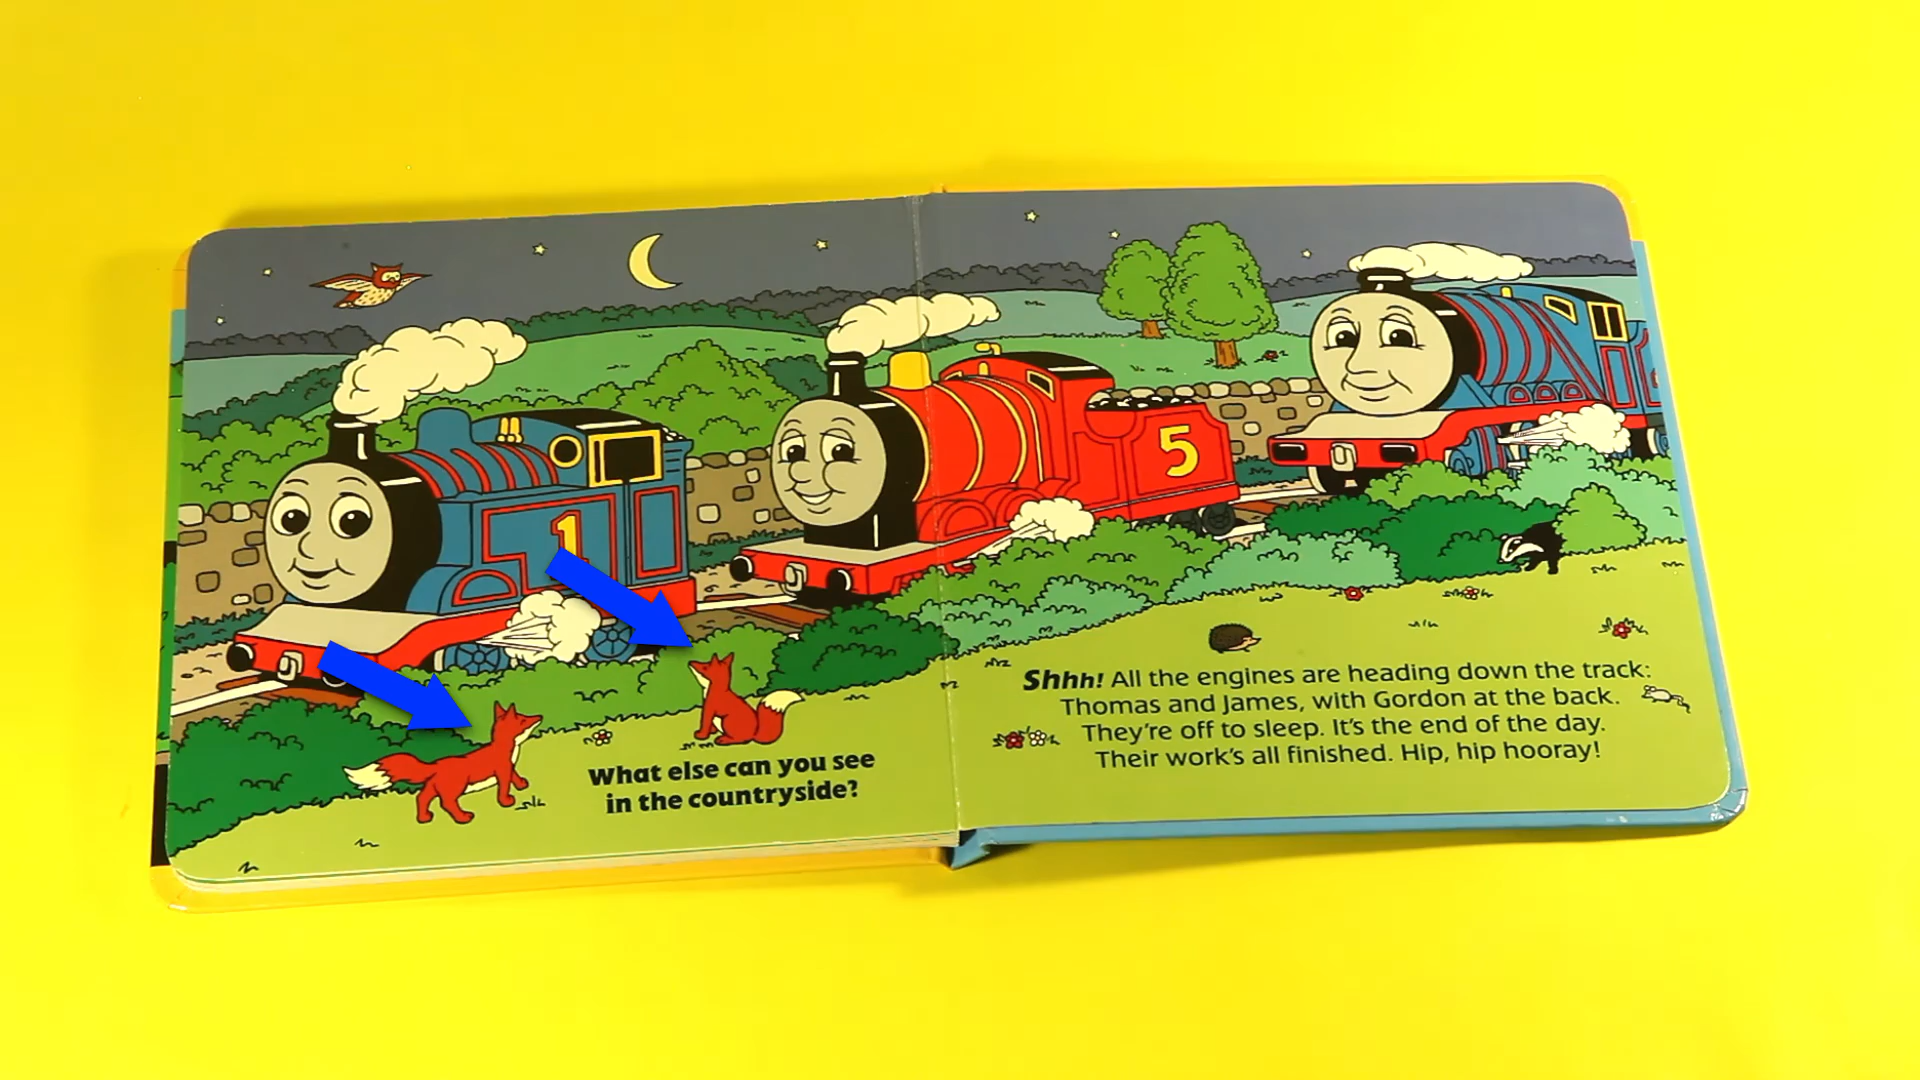 1
5
What else can you see
in the countryside?
Shhh! All the engines are heading down the track:
Thomas and James, with Gordon at the back.
They're off to sleep. It's the end of the day.
Their work's all finished. Hip, hip hooray!